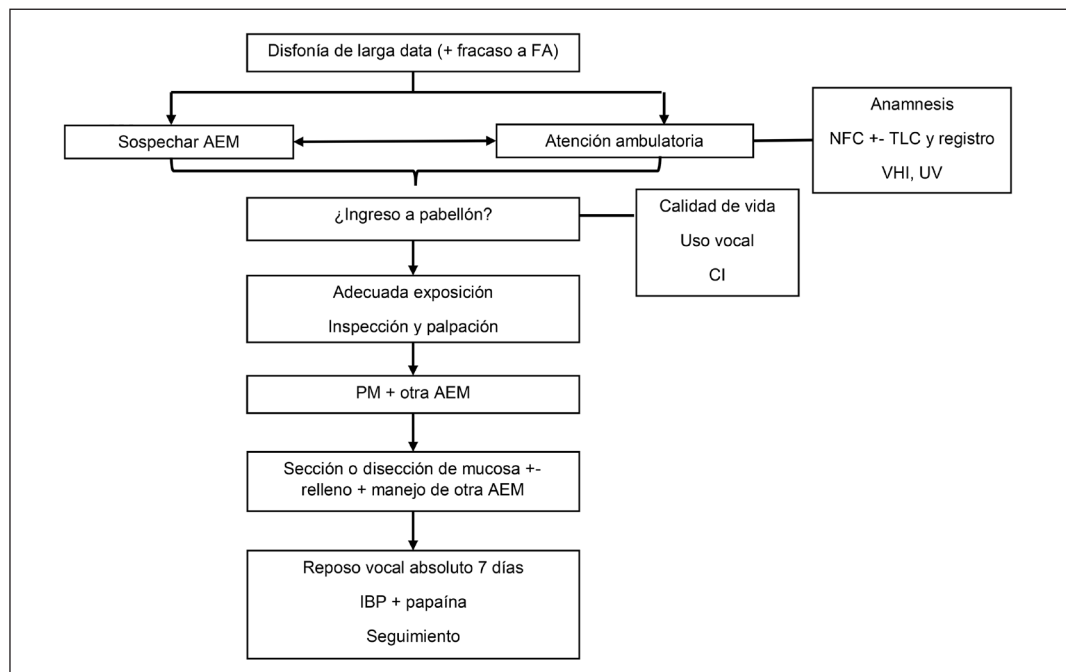 Disfonía de larga data (+ fracaso a FA)
Sospechar AEM
Atención ambulatoria
Anamnesis
NFC +- TLC y registro
VHI, UV
¿Ingreso a pabellón?
Calidad de vida
Uso vocal
CI
Adecuada exposición
Inspección y palpación
PM + otra AEM
Sección o disección de mucosa +-
relleno + manejo de otra AEM
Reposo vocal absoluto 7 días
IBP + papaína
Seguimiento